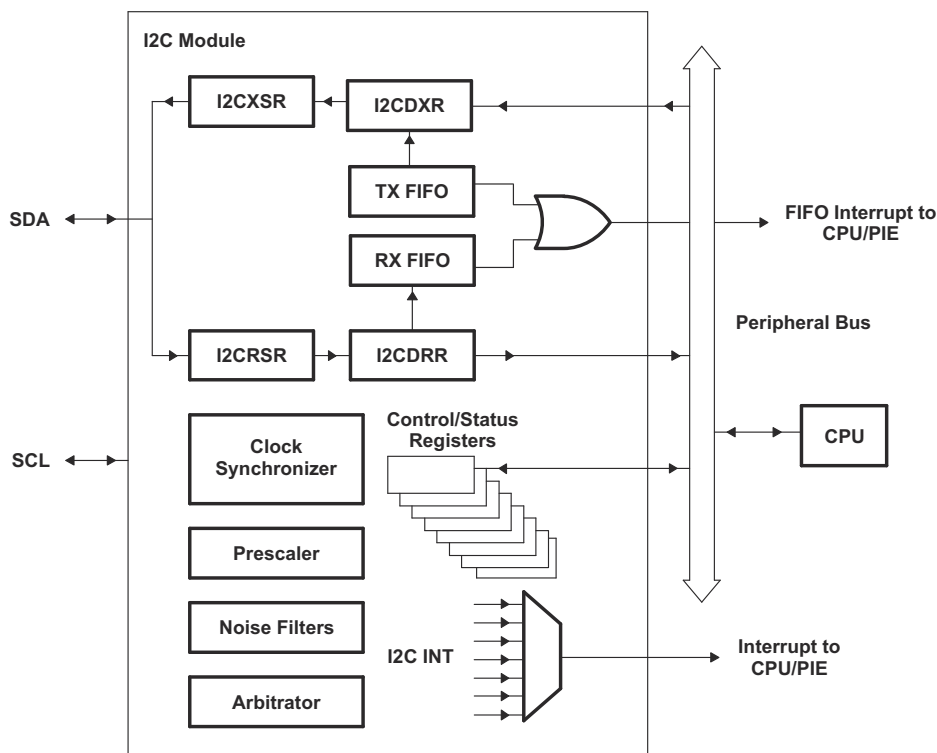 I2C Module
I2CXSR
I2CDXR
TX FIFO
SDA
FIFO Interrupt to
CPU/PIE
RX FIFO
Peripheral Bus
I2CRSR
I2CDRR
Control/Status
Registers
CPU
Clock
Synchronizer
SCL
Prescaler
Noise Filters
I2C INT
Interrupt to
CPU/PIE
Arbitrator